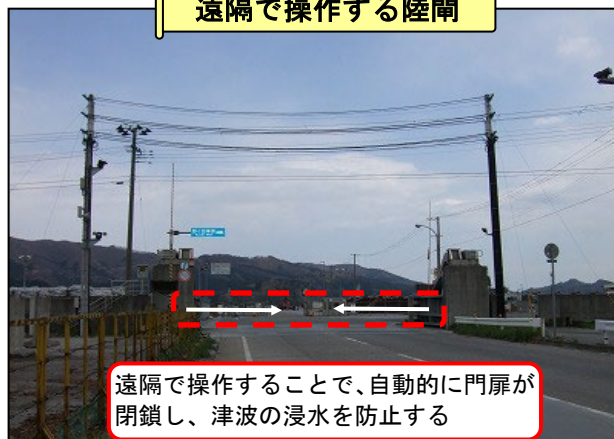 遠隔で操作する陸閘
遠隔で操作することで、自動的に門扉が
閉鎖し、津波の浸水を防止する